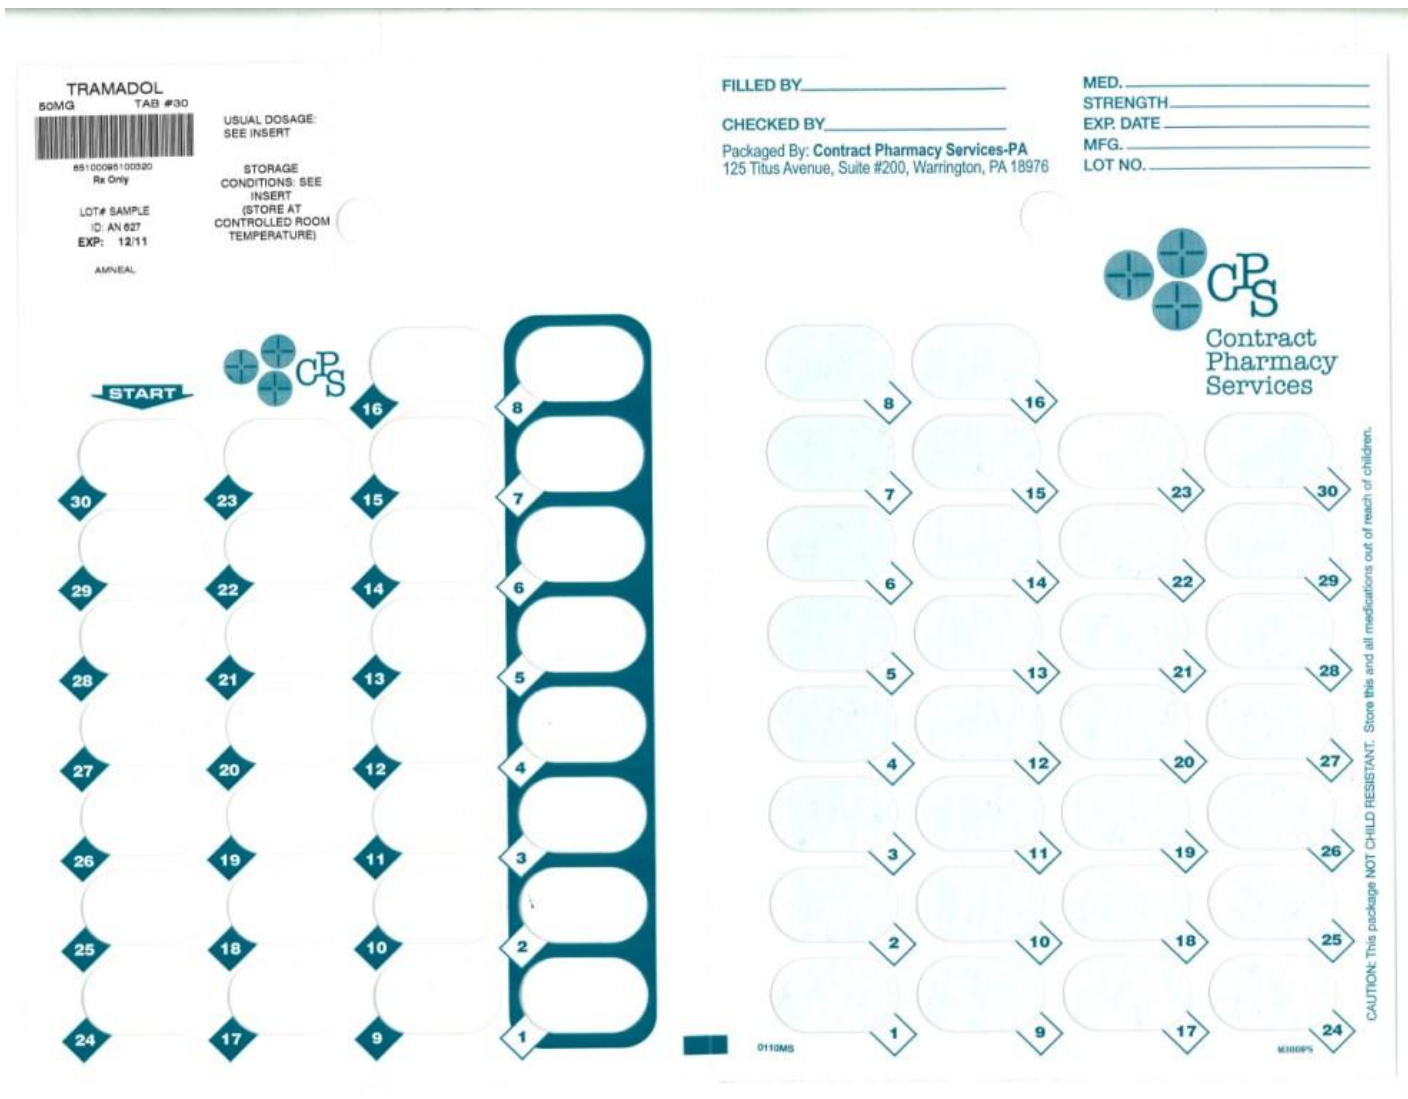 TRAMADOL
50MG TAB #30
65100095100320
Rx Only
LOT# SAMPLE
ID: AN 627
EXP: 12/11
AMNEAL
USUAL DOSAGE:
SEE INSERT
STORAGE
CONDITIONS: SEE
INSERT
(STORE AT
CONTROLLED ROOM
TEMPERATURE)
START
CPS
16
8
30
23
15
7
29
22
14
6
28
21
13
5
27
20
12
4
26
19
11
3
25
18
10
2
24
17
9
1
FILLED BY
CHECKED BY
Packaged By: Contract Pharmacy Services-PA
125 Titus Avenue, Suite #200, Warrington, PA 18976
MED.
STRENGTH
EXP. DATE
MFG.
LOT NO.
CPS
Contract
Pharmacy
Services
8
16
7
15
23
30
6
14
22
29
5
13
21
28
4
12
20
27
3
11
19
26
2
10
18
25
1
9
17
24
0110MS
CAUTION: This package NOT CHILD RESISTANT. Store this and all medications out of reach of children.